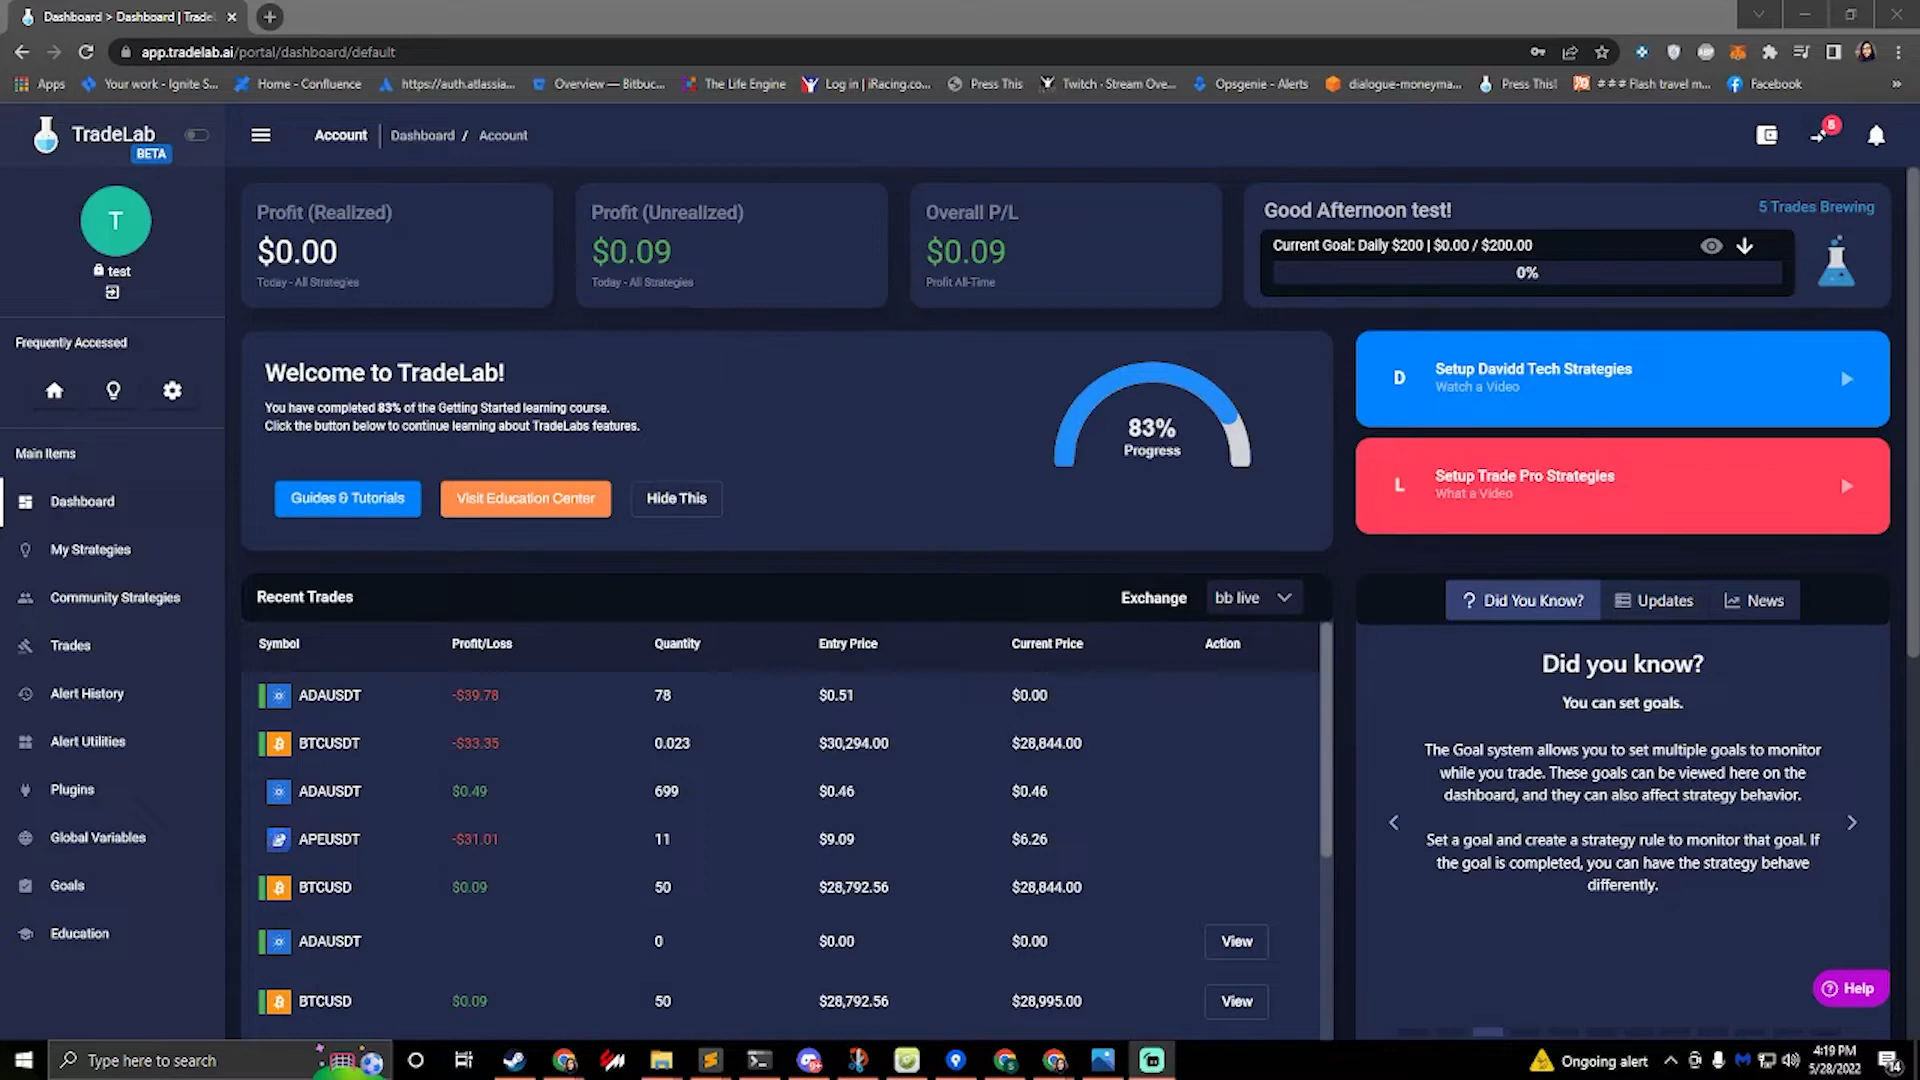 Dashboard > Dashboard | Trade
app.tradelab.ai/portal/dashboard/default
Apps
Your work - Ignite S...
Home - Confluence
https://auth.atlassia...
Overview — Bitbuc...
The Life Engine
Log in | iRacing.co...
Press This
Twitch - Stream Ove...
Opsgenie - Alerts
dialogue-moneyma...
Press This!
# # # Flash travel m...
Facebook
»
TradeLab
BETA
Account
Dashboard / Account
5
T
test
Frequently Accessed
Main Items
Dashboard
My Strategies
Community Strategies
Trades
Alert History
Alert Utilities
Plugins
Global Variables
Goals
Education
Profit (Realized)
$0.00
Today - All Strategies
Profit (Unrealized)
$0.09
Today - All Strategies
Overall P/L
$0.09
Profit All-Time
Good Afternoon test!
5 Trades Brewing
Current Goal: Daily $200 | $0.00 / $200.00
0%
Welcome to TradeLab!
You have completed 83% of the Getting Started learning course.
Click the button below to continue learning about TradeLabs features.
Guides & Tutorials
Visit Education Center
Hide This
83%
Progress
D
Setup Davidd Tech Strategies
Watch a Video
L
Setup Trade Pro Strategies
What a Video
Recent Trades
Exchange
bb live
Symbol Profit/Loss Quantity Entry Price Current Price Action
ADAUSDT -$39.78 78 $0.51 $0.00
BTCUSDT -$33.35 0.023 $30,294.00 $28,844.00
ADAUSDT $0.49 699 $0.46 $0.46
APEUSDT -$31.01 11 $9.09 $6.26
BTCUSD $0.09 50 $28,792.56 $28,844.00
ADAUSDT 0 $0.00 $0.00 View
BTCUSD $0.09 50 $28,792.56 $28,995.00 View
? Did You Know?
Updates
News
Did you know?
You can set goals.
The Goal system allows you to set multiple goals to monitor
while you trade. These goals can be viewed here on the
dashboard, and they can also affect strategy behavior.
Set a goal and create a strategy rule to monitor that goal. If
the goal is completed, you can have the strategy behave
differently.
Help
Type here to search
Ongoing alert
4:19 PM
5/28/2022
14